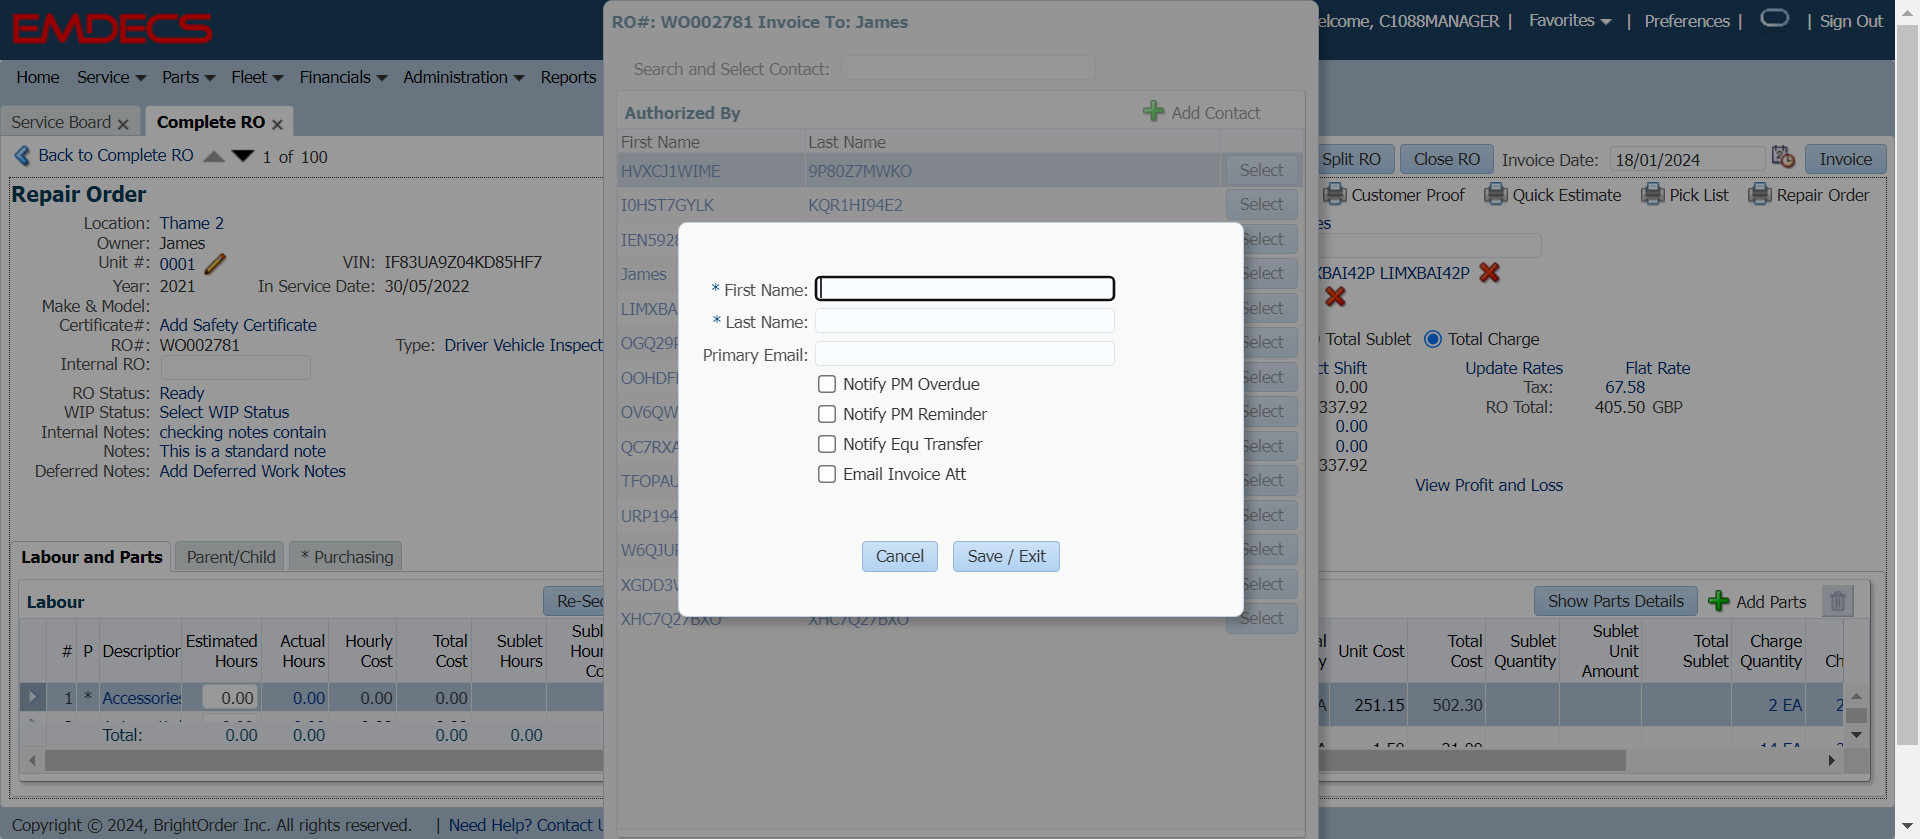 EMDECS
RO#: WO002781 Invoice To: James
elcome, C1088MANAGER | Favorites | Preferences | | Sign Out
Search and Select Contact:
Home Service Parts Fleet Financials Administration Reports
Service Board Complete RO
Authorized By Add Contact
First Name Last Name
Back to Complete RO 1 of 100
Split RO Close RO Invoice Date: 18/01/2024 Invoice
HVXCJ1WIME 9P80Z7MWKO Select
I0HST7GYLK KQR1HI94E2 Select
IEN592 Select
James Select
LIMXBA Select
OGQ29 Select
OOHDF Select
OV6QW Select
QC7RXA Select
TFOPAU Select
URP194 Select
W6QJU Select
XGDD3 Select
XHC7Q27BXO XHC7Q27BXO Select
Customer Proof Quick Estimate Pick List Repair Order
Repair Order
Location: Thame 2
Owner: James
Unit #: 0001 VIN: IF83UA9Z04KD85HF7
Year: 2021 In Service Date: 30/05/2022
Make & Model:
Certificate#: Add Safety Certificate
RO#: WO002781 Type: Driver Vehicle Inspect
Internal RO:
RO Status: Ready
WIP Status: Select WIP Status
Internal Notes: checking notes contain
Notes: This is a standard note
Deferred Notes: Add Deferred Work Notes
* First Name:
* Last Name:
Primary Email:
Notify PM Overdue
Notify PM Reminder
Notify Equ Transfer
Email Invoice Att
Cancel Save / Exit
es
XBAI42P LIMXBAI42P
Total Sublet Total Charge
ct Shift Update Rates Flat Rate
0.00 Tax: 67.58
337.92 RO Total: 405.50 GBP
0.00
0.00
337.92
View Profit and Loss
Labour and Parts Parent/Child * Purchasing
Labour Re-Sec
Show Parts Details Add Parts
# P Description Estimated Hours Actual Hours Hourly Cost Total Cost Sublet Hours Subl Hour Co
1 * Accessories 0.00 0.00 0.00 0.00
Total: 0.00 0.00 0.00 0.00
Unit Cost Total Cost Sublet Quantity Sublet Unit Amount Total Sublet Charge Quantity Ch
A 251.15 502.30 2 EA 2
Copyright © 2024, BrightOrder Inc. All rights reserved. | Need Help? Contact U